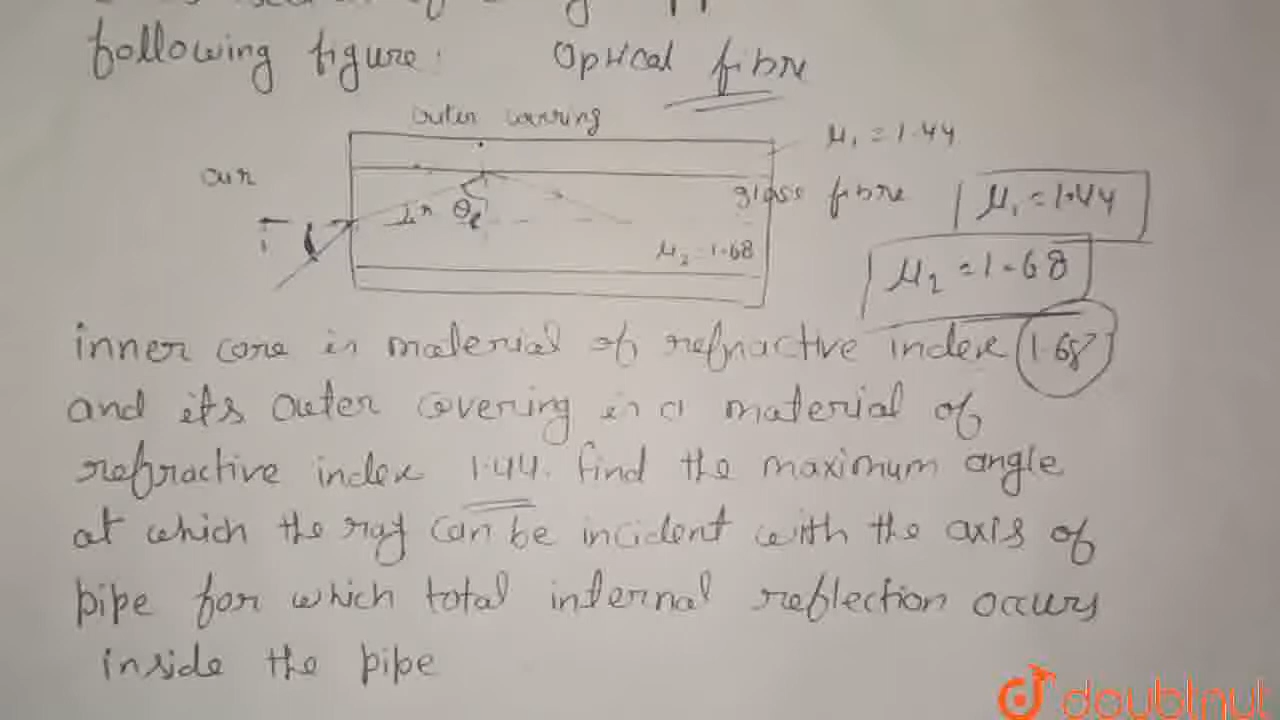 following figure: Optical fibre
outer covering
μ₁ = 1.44
air
glass fibre
μ₁ = 1.44
i
r
θ
μ₂ = 1.68
μ₂ = 1.68
inner core is material of refractive index 1.68
and its outer covering is a material of
refractive index 1.44. find the maximum angle
at which the ray can be incident with the axis of
pipe for which total internal reflection occurs
inside the pipe
doubtnut